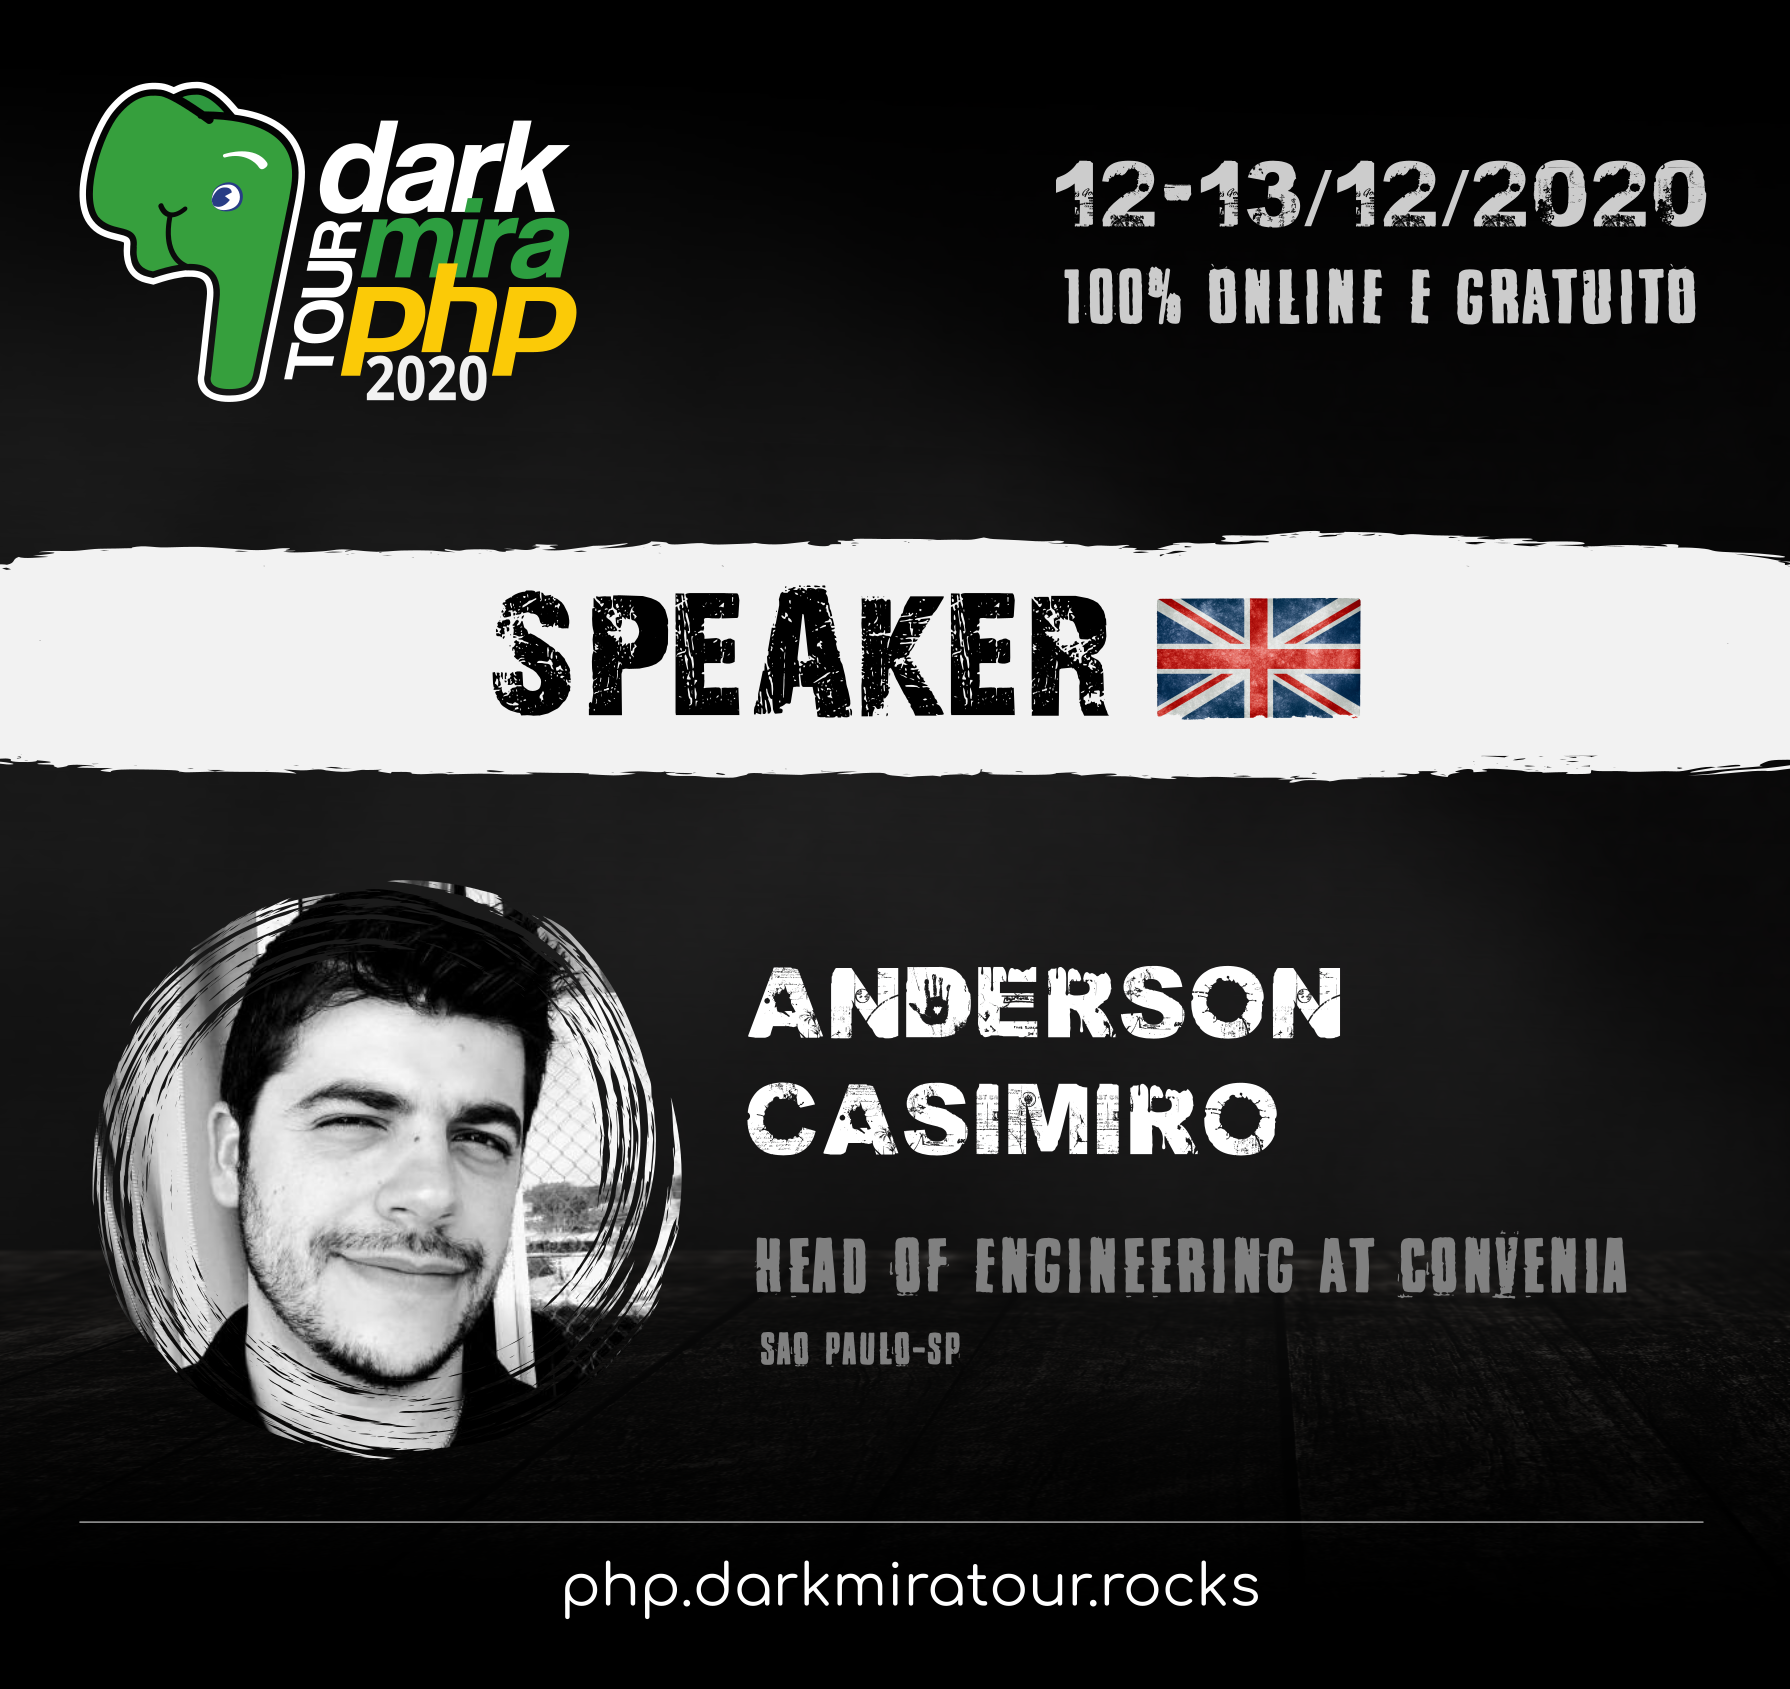 dark
mira
TOUR
php
2020
12-13/12/2020
100% ONLINE E GRATUITO
SPEAKER
ANDERSON
CASIMIRO
HEAD OF ENGINEERING AT CONVENIA
SAO PAULO-SP
php.darkmiratour.rocks